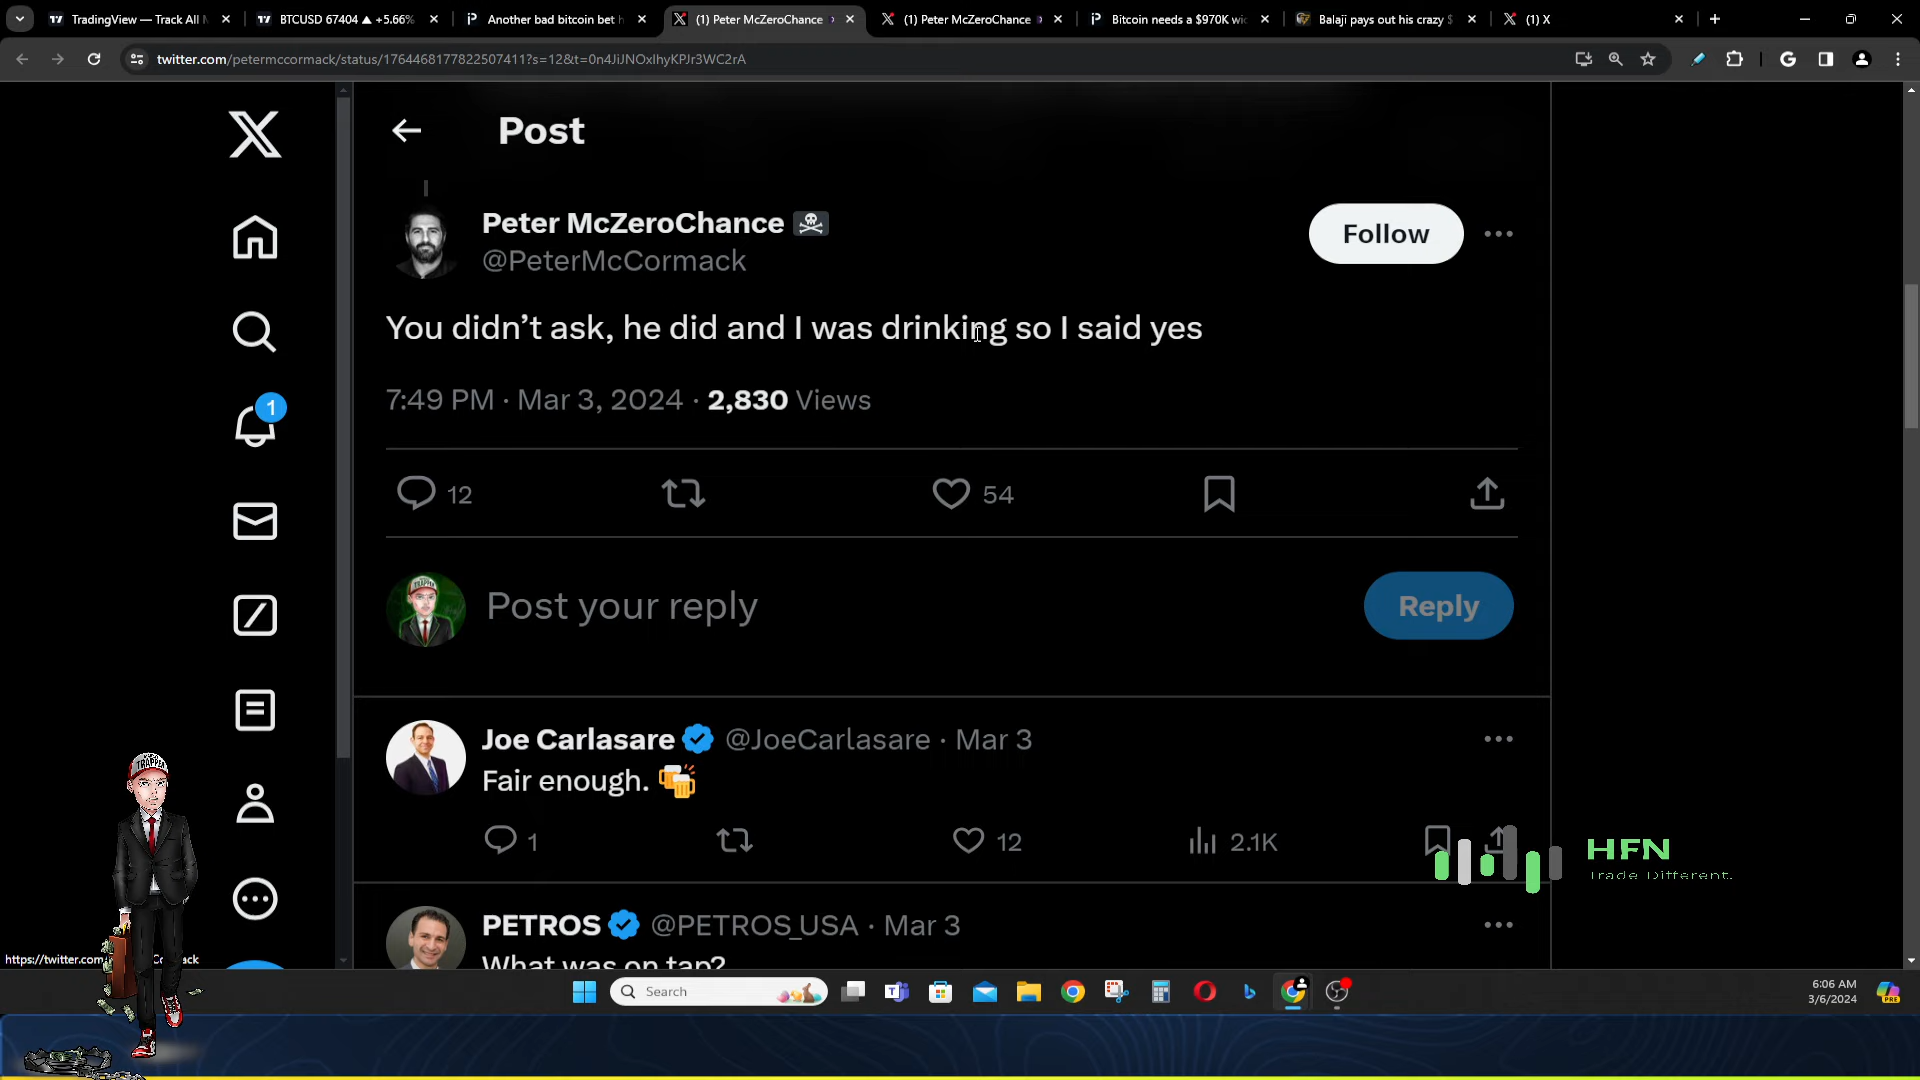 TradingView — Track All M
BTCUSD 67404 ▲ +5.66%
Another bad bitcoin bet h
(1) Peter McZeroChance
(1) Peter McZeroChance
Bitcoin needs a $970K wi
Balaji pays out his crazy $
(1) X
twitter.com/petermccormack/status/1764468177822507411?s=12&t=0n4JiJNOxIhyKPJr3WC2rA
Post
Peter McZeroChance
@PeterMcCormack
Follow
You didn’t ask, he did and I was drinking so I said yes
7:49 PM · Mar 3, 2024 · 2,830 Views
1
12
54
Post your reply
Reply
Joe Carlasare @JoeCarlasare · Mar 3
Fair enough.
1
12
2.1K
TRAPPER
HFN
Trade Different.
PETROS @PETROS_USA · Mar 3
What was on tap?
https://twitter.com
Search
PRE
6:06 AM
3/6/2024